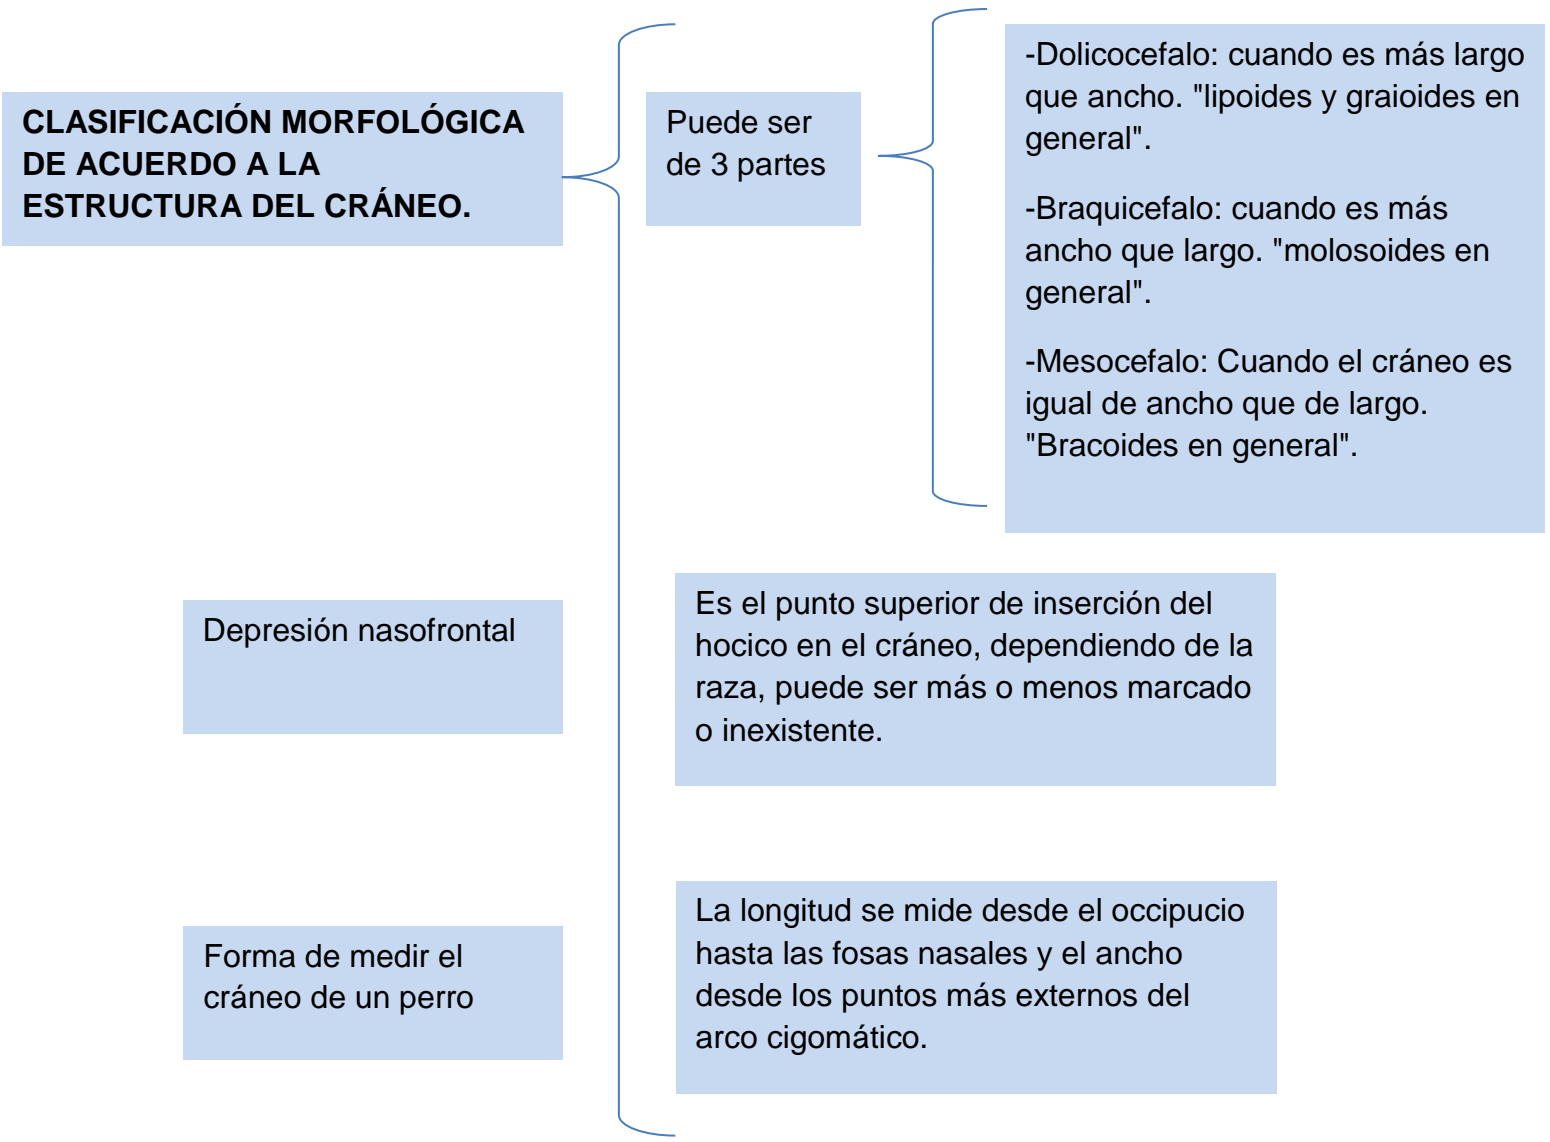 CLASIFICACIÓN MORFOLÓGICA
DE ACUERDO A LA
ESTRUCTURA DEL CRÁNEO.
Puede ser
de 3 partes
-Dolicocefalo: cuando es más largo
que ancho. "lipoides y graioides en
general".
-Braquicefalo: cuando es más
ancho que largo. "molosoides en
general".
-Mesocefalo: Cuando el cráneo es
igual de ancho que de largo.
"Bracoides en general".
Depresión nasofrontal
Es el punto superior de inserción del
hocico en el cráneo, dependiendo de la
raza, puede ser más o menos marcado
o inexistente.
Forma de medir el
cráneo de un perro
La longitud se mide desde el occipucio
hasta las fosas nasales y el ancho
desde los puntos más externos del
arco cigomático.